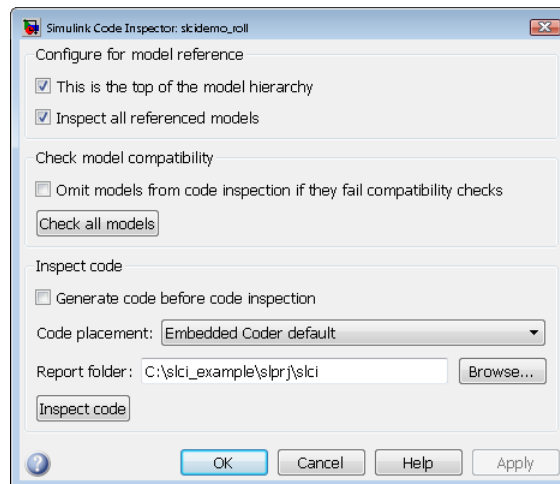 Simulink Code Inspector: slcidemo_roll
Configure for model reference
This is the top of the model hierarchy
Inspect all referenced models
Check model compatibility
Omit models from code inspection if they fail compatibility checks
Check all models
Inspect code
Generate code before code inspection
Code placement: Embedded Coder default
Report folder: C:\slci_example\slprj\slci Browse...
Inspect code
? OK Cancel Help Apply